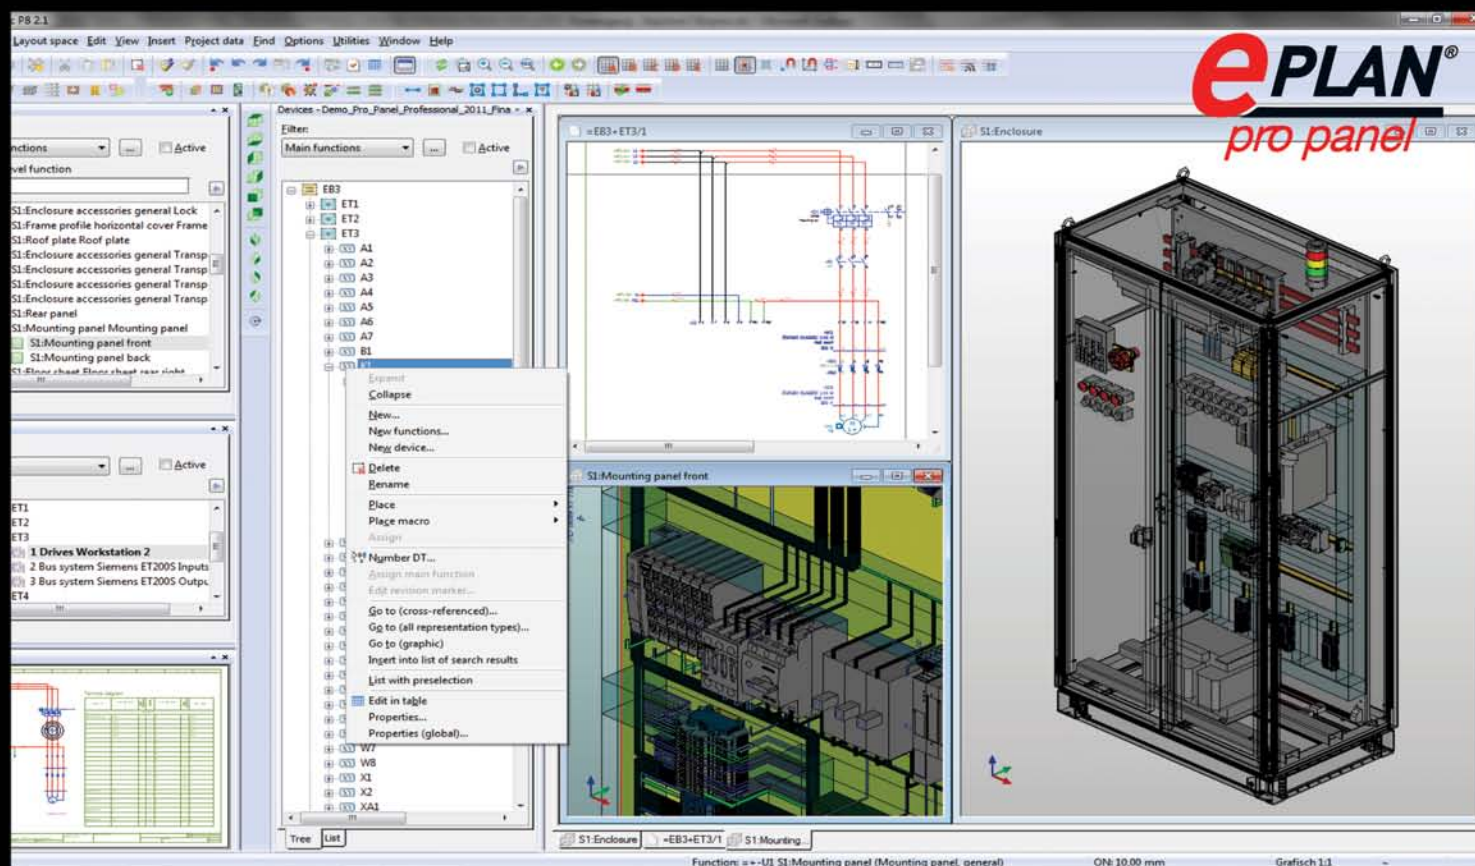 c P8 2.1
Layout space Edit View Insert Project data Find Options Utilities Window Help
ePLAN®
pro panel
nctions
...
Active
vel function
S1:Enclosure accessories general Lock
S1:Frame profile horizontal cover Frame
S1:Roof plate Roof plate
S1:Enclosure accessories general Transp
S1:Enclosure accessories general Transp
S1:Enclosure accessories general Transp
S1:Enclosure accessories general Transp
S1:Rear panel
S1:Mounting panel Mounting panel
S1:Mounting panel front
S1:Mounting panel back
S1:Floor sheet Floor sheet rear right
...
Active
ET1
ET2
ET3
1 Drives Workstation 2
2 Bus system Siemens ET200S Inputs
3 Bus system Siemens ET200S Outpu
ET4
Devices - Demo_Pro_Panel_Professional_2011_Fina
Filter:
Main functions
...
Active
EB3
ET1
ET2
ET3
A1
A2
A3
A4
A5
A6
A7
B1
Expand
Collapse
New...
New functions...
New device...
Delete
Rename
Place
Place macro
Assign
Number DT...
Assign main function
Edit revision marker...
Go to (cross-referenced)...
Go to (all representation types)...
Go to (graphic)
Insert into list of search results
List with preselection
Edit in table
Properties...
Properties (global)...
W7
W8
X1
X2
XA1
Tree List
=EB3+ET3/1
S1:Enclosure
S1:Mounting panel front
S1:Enclosure =EB3+ET3/1 S1:Mounting...
Function: =+-U1 S1:Mounting panel (Mounting panel, general) ON: 10.00 mm Grafisch 1:1